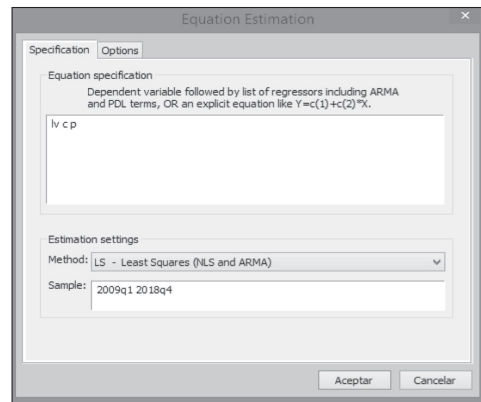 Equation Estimation
Specification Options
Equation specification
Dependent variable followed by list of regressors including ARMA
and PDL terms, OR an explicit equation like Y=c(1)+c(2)*X.
lv c p
Estimation settings
Method: LS - Least Squares (NLS and ARMA)
Sample: 2009q1 2018q4
Aceptar Cancelar